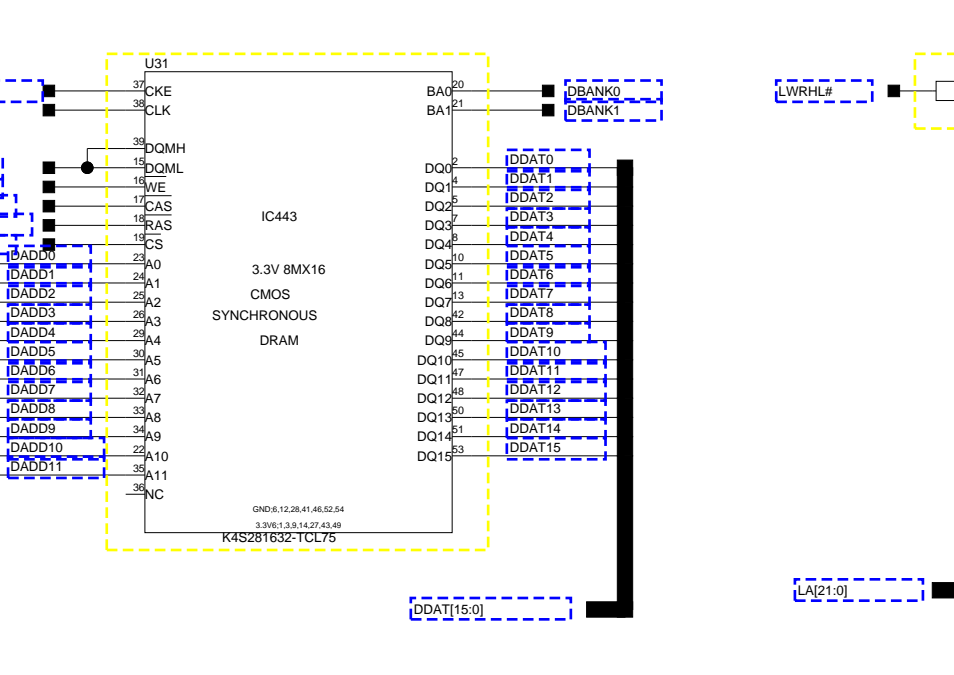 U31
37 CKE BA0 20 DBANK0 LWRHL#
38 CLK BA1 21 DBANK1
39 DQMH
15 DQML DQ0 2 DDAT0
16 WE DQ1 4 DDAT1
17 CAS DQ2 5 DDAT2
18 RAS DQ3 7 DDAT3
19 CS DQ4 8 DDAT4
DADD0 23 A0 DQ5 10 DDAT5
DADD1 24 A1 DQ6 11 DDAT6
DADD2 25 A2 DQ7 13 DDAT7
DADD3 26 A3 DQ8 42 DDAT8
DADD4 29 A4 DQ9 44 DDAT9
DADD5 30 A5 DQ10 45 DDAT10
DADD6 31 A6 DQ11 47 DDAT11
DADD7 32 A7 DQ12 48 DDAT12
DADD8 33 A8 DQ13 50 DDAT13
DADD9 34 A9 DQ14 51 DDAT14
DADD10 22 A10 DQ15 53 DDAT15
DADD11 35 A11
36 NC
IC443
3.3V 8MX16
CMOS
SYNCHRONOUS
DRAM
GND;6,12,28,41,46,52,54
3.3V6;1,3,9,14,27,43,49
K4S281632-TCL75
DDAT[15:0]
LA[21:0]